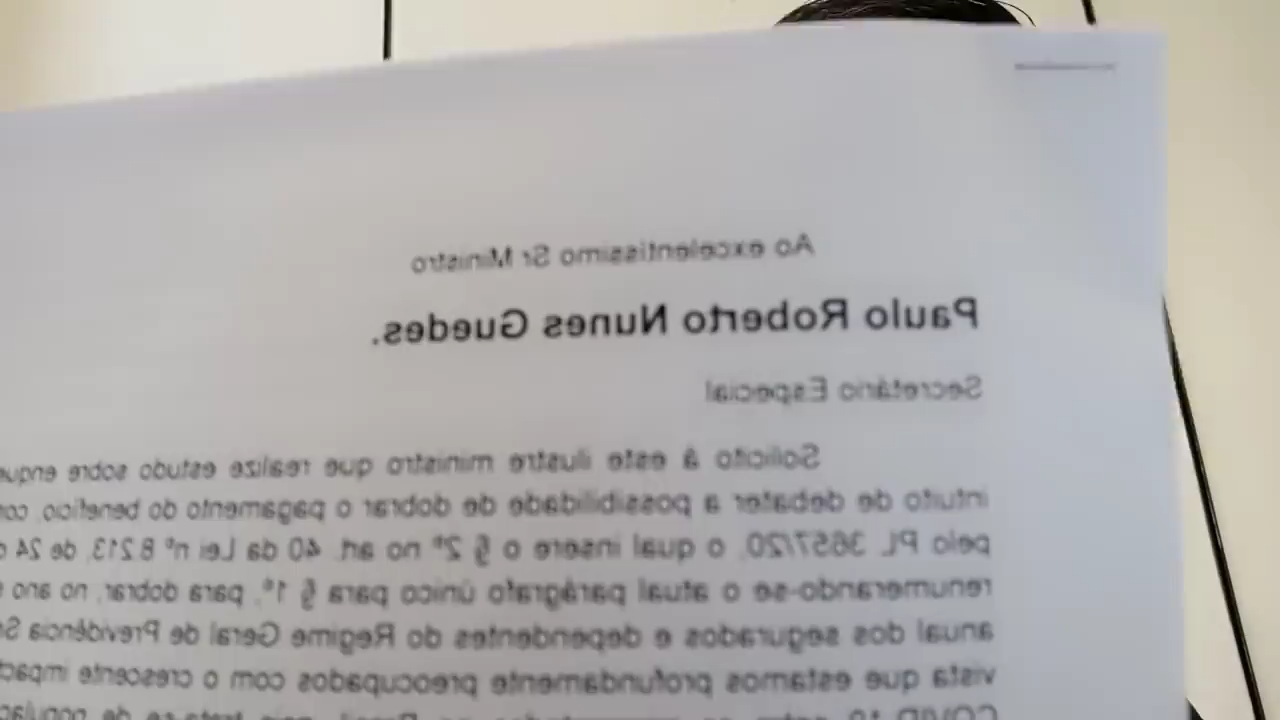 Ao excelentíssimo Sr Ministro
Paulo Roberto Nunes Guedes.
Secretário Especial
Solicito à este ilustre ministro que realize estudo sobre
intuito de debater a possibilidade de dobrar o pagamento do benefício,
pelo PL 3657/20, o qual insere o § 2º no art. 40 da Lei nº 8.213, de 24
renumerando-se o atual parágrafo único para § 1º, para dobrar, no ano
anual dos segurados e dependentes do Regime Geral de Previdência
vista que estamos profundamente preocupados com o crescente